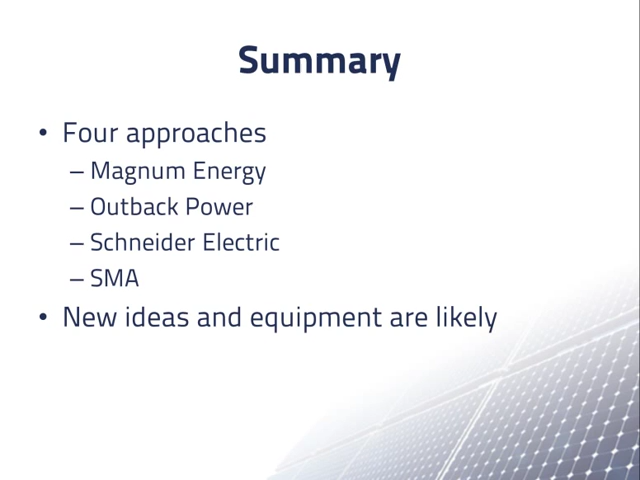 Summary
• Four approaches
– Magnum Energy
– Outback Power
– Schneider Electric
– SMA
• New ideas and equipment are likely